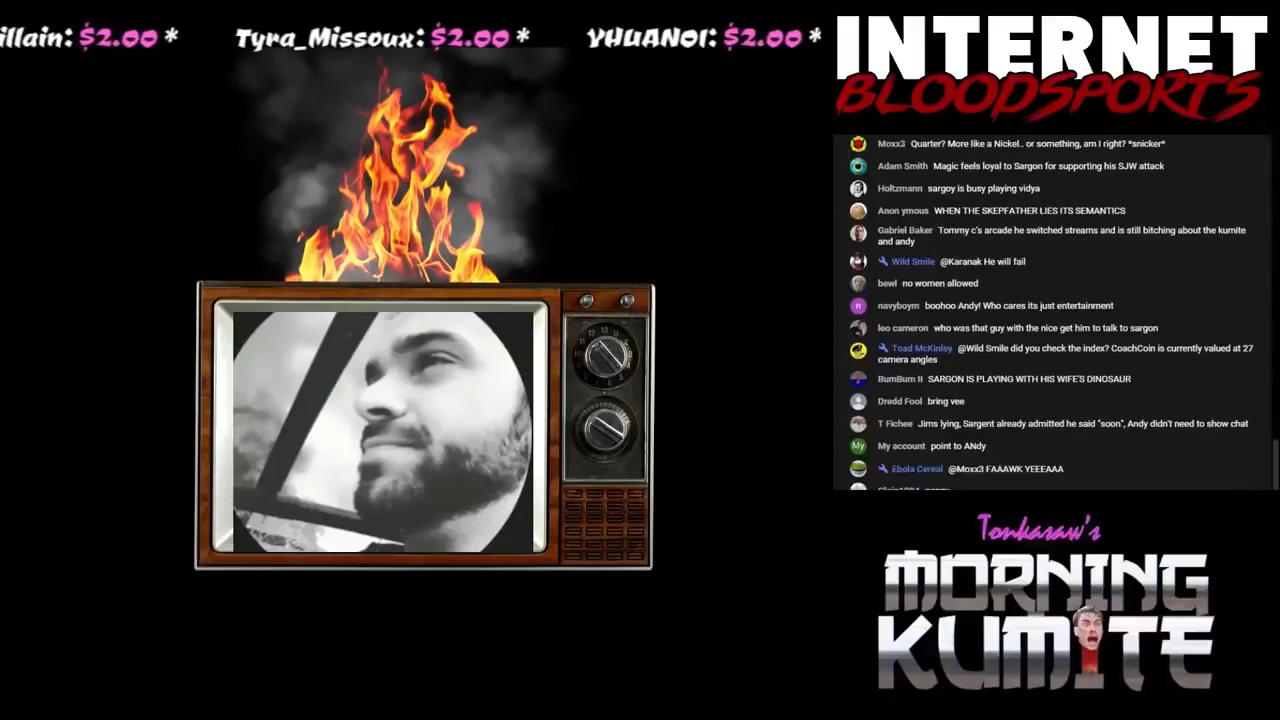 illain: $2.00 * Tyra_Missoux: $2.00 * YHUANOI: $2.00 *
INTERNET
BLOODSPORTS
Moxx3 Quarter? More like a Nickel.. or something, am I right? *snicker*
Adam Smith Magic feels loyal to Sargon for supporting his SJW attack
Holtzmann sargoy is busy playing vidya
Anon ymous WHEN THE SKEPFATHER LIES ITS SEMANTICS
Gabriel Baker Tommy c's arcade he switched streams and is still bitching about the kumite
and andy
Wild Smile @Karanak He will fail
bewl no women allowed
n navyboym boohoo Andy! Who cares its just entertainment
leo cameron who was that guy with the nice get him to talk to sargon
Toad McKinley @Wild Smile did you check the index? CoachCoin is currently valued at 27
camera angles
BumBum II SARGON IS PLAYING WITH HIS WIFE'S DINOSAUR
Dredd Fool bring vee
T Fichee Jims lying, Sargent already admitted he said "soon", Andy didn't need to show chat
My My account point to ANdy
Ebola Cereal @Moxx3 FAAAWK YEEEAAA
Tonkasaw's
MORNING
KUMITE